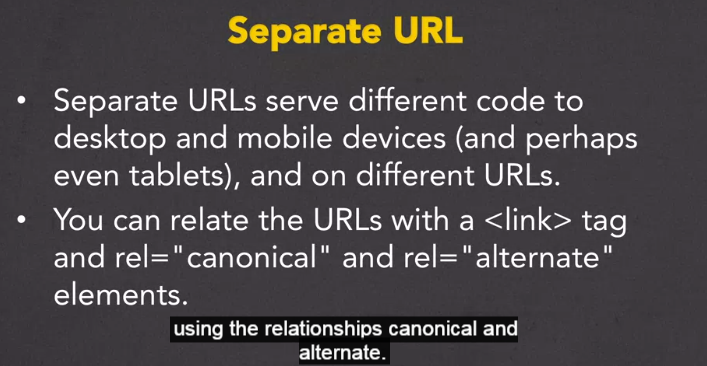 Separate URL
• Separate URLs serve different code to
desktop and mobile devices (and perhaps
even tablets), and on different URLs.
• You can relate the URLs with a <link> tag
and rel="canonical" and rel="alternate"
elements.
using the relationships canonical and
alternate.